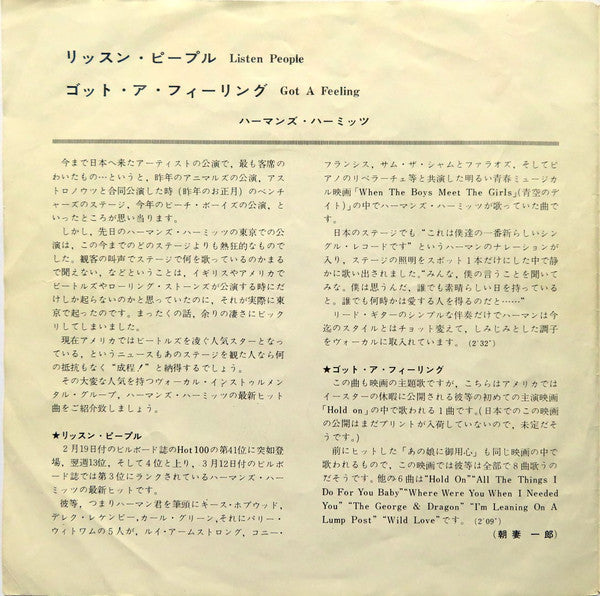 リッスン・ピープル Listen People
ゴット・ア・フィーリング Got A Feeling
ハーマンズ・ハーミッツ
今まで日本へ来たアーティストの公演で，最も客席の
わいたもの…というと，昨年のアニマルズの公演，アス
トロノウツと合同公演した時（昨年のお正月）のベンチ
ャーズのステージ，今年のビーチ・ボーイズの公演，と
いったところが思い当ります。
しかし，先日のハーマンズ・ハーミッツの東京での公
演は，この今までのどのステージよりも熱狂的なもので
した。観客の叫声でステージで何を歌っているのかまる
で聞えない，などということは，イギリスやアメリカで
ビートルズやローリング・ストーンズが公演する時にだ
けしか起らないのかと思っていたのに，それが実際に東
京で起ったのです。まったくの話，余りの凄さにビック
リしてしまいました。
現在アメリカではビートルズを凌ぐ人気スターとなっ
ている，というニュースもあのステージを観た人なら何
の抵抗もなく“成程！”と納得するでしょう。
その大変な人気を持つヴォーカル・インストゥルメン
タル・グループ，ハーマンズ・ハーミッツの最新ヒット
曲をご紹介致しましょう。
★リッスン・ピープル
2月19日付のビルボード誌のHot100の第41位に突如登
場，翌週13位，そして4位と上り，3月12日付のビルボ
ード誌では第3位にランクされているハーマンズ・ハー
ミッツの最新ヒットです。
彼等，つまりハーマン君を筆頭にキース・ホプウッド，
デレク・レケンビー，カール・グリーン，それにバリー・
ウィトワムの5人が，ルイ・アームストロング，コニー・
フランシス，サム・ザ・シャムとファラオズ，そしてピ
アノのリベラーチェ等と共演した明るい青春ミュージカ
ル映画「When The Boys Meet The Girls」（青空のデ
イト）」の中でハーマンズ・ハーミッツが歌っていた曲で
す。
日本のステージでも“これは僕達の一番新らしいシン
グル・レコードです”というハーマンのナレーションが
入り，ステージの照明をスポット1本だけにした中で静
かに歌い出されました。“みんな，僕の言うことを聞いて
みな。僕は思うんだ，誰でも素晴らしい日を持っている
と。誰でも何時かは愛する人を得るのだと……”
リード・ギターのシンプルな伴奏だけでハーマンは今
迄のスタイルとはチョット変えて，しみじみとした調子
をヴォーカルに取入れています。（2′32″）
★ゴット・ア・フィーリング
この曲も映画の主題歌ですが，こちらはアメリカでは
イースターの休暇に公開される彼等の初めての主演映画
「Hold on」の中で歌われる1曲です。（日本でのこの映画
の公開はまだプリントが入荷していないので，未定だそ
うです。）
前にヒットした「あの娘に御用心」も同じ映画の中で
歌われるもので，この映画では彼等は全部で8曲歌うの
だそうです。他の6曲は“Hold On”“All The Things I
Do For You Baby”“Where Were You When I Needed
You” “The George & Dragon” “I'm Leaning On A
Lump Post” “Wild Love”です。（2′09″）
（朝妻 一郎）